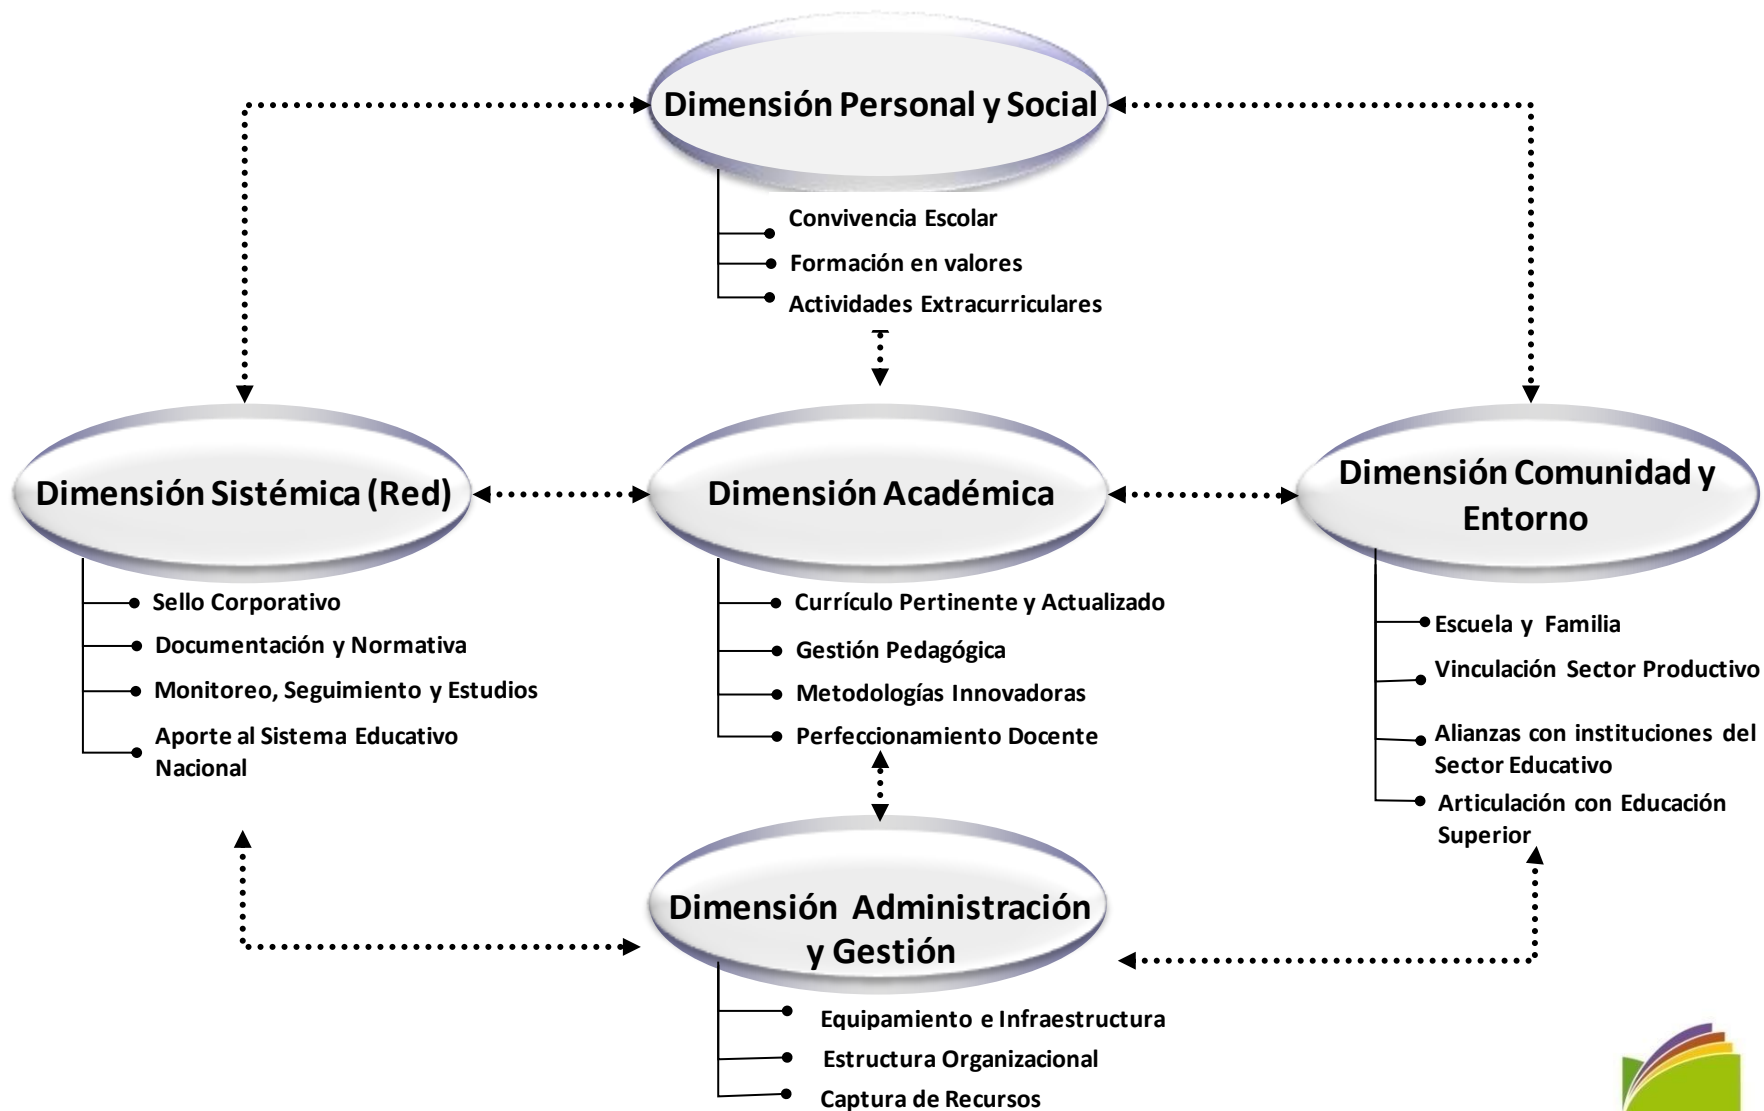 Dimensión Personal y Social
Convivencia Escolar
Formación en valores
Actividades Extracurriculares
Dimensión Sistémica (Red)
Sello Corporativo
Documentación y Normativa
Monitoreo, Seguimiento y Estudios
Aporte al Sistema Educativo
Nacional
Dimensión Académica
Currículo Pertinente y Actualizado
Gestión Pedagógica
Metodologías Innovadoras
Perfeccionamiento Docente
Dimensión Comunidad y
Entorno
Escuela y Familia
Vinculación Sector Productivo
Alianzas con instituciones del
Sector Educativo
Articulación con Educación
Superior
Dimensión Administración
y Gestión
Equipamiento e Infraestructura
Estructura Organizacional
Captura de Recursos